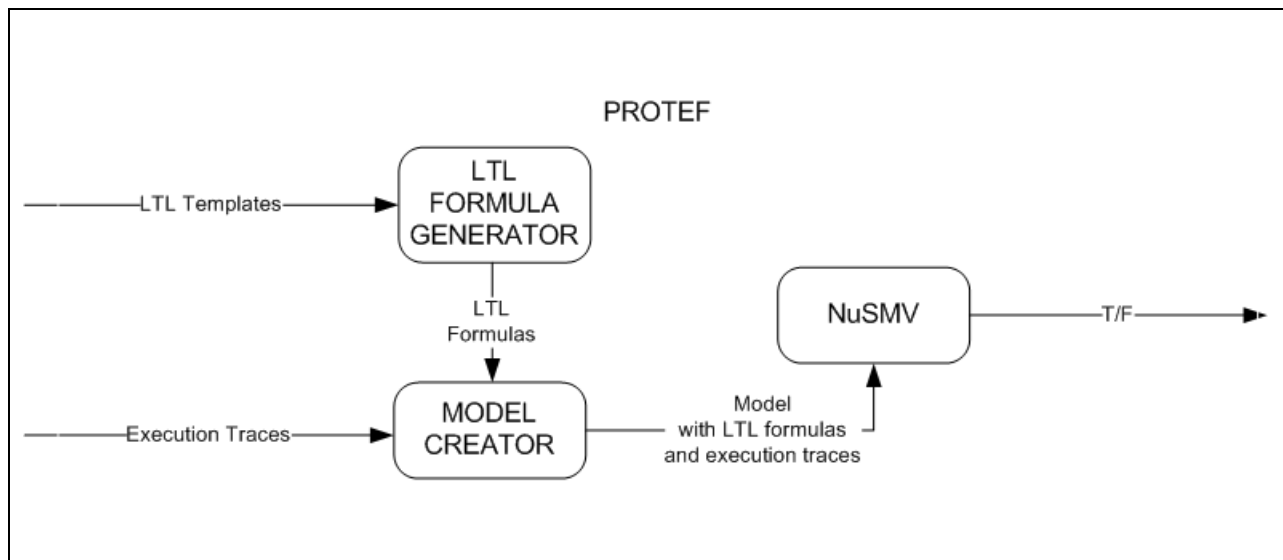 PROTEF
LTL
FORMULA
GENERATOR
LTL Templates
LTL
Formulas
NuSMV
T/F
MODEL
CREATOR
Execution Traces
Model
with LTL formulas
and execution traces